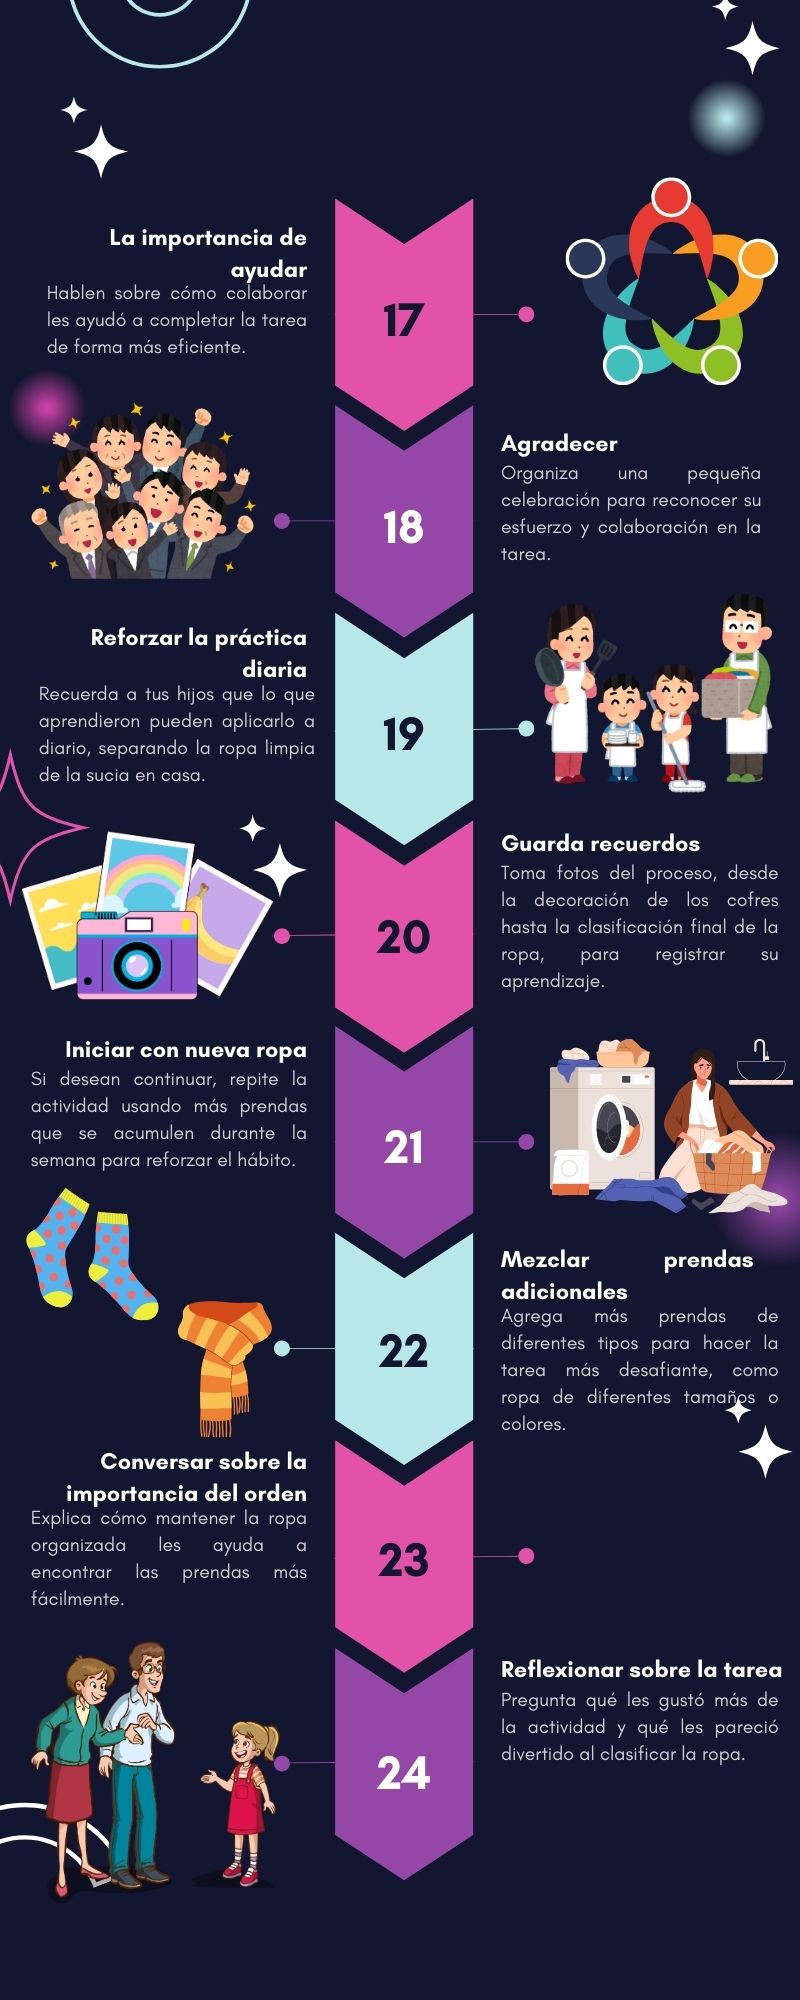 La importancia de
ayudar
Hablen sobre cómo colaborar
les ayudó a completar la tarea
de forma más eficiente.
17
18
Agradecer
Organiza una pequeña
celebración para reconocer su
esfuerzo y colaboración en la
tarea.
Reforzar la práctica
diaria
Recuerda a tus hijos que lo que
aprendieron pueden aplicarlo a
diario, separando la ropa limpia
de la sucia en casa.
19
20
Guarda recuerdos
Toma fotos del proceso, desde
la decoración de los cofres
hasta la clasificación final de la
ropa, para registrar su
aprendizaje.
Iniciar con nueva ropa
Si desean continuar, repite la
actividad usando más prendas
que se acumulen durante la
semana para reforzar el hábito.
21
22
Mezclar prendas
adicionales
Agrega más prendas de
diferentes tipos para hacer la
tarea más desafiante, como
ropa de diferentes tamaños o
colores.
Conversar sobre la
importancia del orden
Explica cómo mantener la ropa
organizada les ayuda a
encontrar las prendas más
fácilmente.
23
24
Reflexionar sobre la tarea
Pregunta qué les gustó más de
la actividad y qué les pareció
divertido al clasificar la ropa.